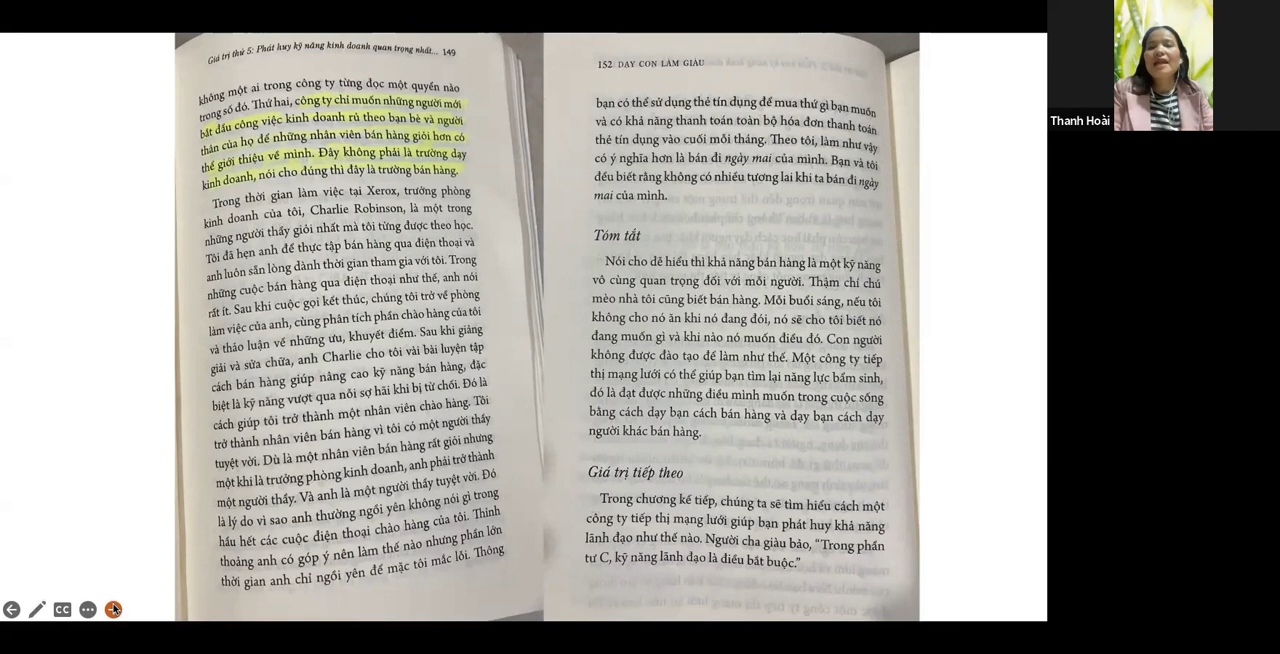 Giá trị thứ 5: Phát huy kỹ năng kinh doanh quan trọng nhất... 149
không một ai trong công ty từng đọc một quyển nào
trong số đó. Thứ hai, công ty chỉ muốn những người mới
bắt đầu công việc kinh doanh rủ theo bạn bè và người
thân của họ để những nhân viên bán hàng giỏi hơn có
thể giới thiệu về mình. Đây không phải là trường dạy
kinh doanh, nói cho đúng thì đây là trường bán hàng.
Trong thời gian làm việc tại Xerox, trưởng phòng
kinh doanh của tôi, Charlie Robinson, là một trong
những người thầy giỏi nhất mà tôi từng được theo học.
Tôi đã hẹn anh để thực tập bán hàng qua điện thoại và
anh luôn sẵn lòng dành thời gian tham gia với tôi. Trong
những cuộc bán hàng qua điện thoại như thế, anh nói
rất ít. Sau khi cuộc gọi kết thúc, chúng tôi trở về phòng
làm việc của anh, cùng phân tích phần chào hàng của tôi
và thảo luận về những ưu, khuyết điểm. Sau khi giảng
giải và sửa chữa, anh Charlie cho tôi vài bài luyện tập
cách bán hàng giúp nâng cao kỹ năng bán hàng, đặc
biệt là kỹ năng vượt qua nỗi sợ hãi khi bị từ chối. Đó là
cách giúp tôi trở thành một nhân viên chào hàng. Tôi
trở thành nhân viên bán hàng vì tôi có một người thầy
tuyệt vời. Dù là một nhân viên bán hàng rất giỏi nhưng
một khi là trưởng phòng kinh doanh, anh phải trở thành
một người thầy. Và anh là một người thầy tuyệt vời. Đó
là lý do vì sao anh thường ngồi yên không nói gì trong
hầu hết các cuộc điện thoại chào hàng của tôi. Thỉnh
thoảng anh có góp ý nên làm thế nào nhưng phần lớn
thời gian anh chỉ ngồi yên để mặc tôi mắc lỗi. Thông
152 DẠY CON LÀM GIÀU
bạn có thể sử dụng thẻ tín dụng để mua thứ gì bạn muốn
và có khả năng thanh toán toàn bộ hóa đơn thanh toán
thẻ tín dụng vào cuối mỗi tháng. Theo tôi, làm như vậy
có ý nghĩa hơn là bán đi ngày mai của mình. Bạn và tôi
đều biết rằng không có nhiều tương lai khi ta bán đi ngày
mai của mình.
Tóm tắt
Nói cho dễ hiểu thì khả năng bán hàng là một kỹ năng
vô cùng quan trọng đối với mỗi người. Thậm chí chú
mèo nhà tôi cũng biết bán hàng. Mỗi buổi sáng, nếu tôi
không cho nó ăn khi nó đang đói, nó sẽ cho tôi biết nó
đang muốn gì và khi nào nó muốn điều đó. Con người
không được đào tạo để làm như thế. Một công ty tiếp
thị mạng lưới có thể giúp bạn tìm lại năng lực bẩm sinh,
đó là đạt được những điều mình muốn trong cuộc sống
bằng cách dạy bạn cách bán hàng và dạy bạn cách dạy
người khác bán hàng.
Giá trị tiếp theo
Trong chương kế tiếp, chúng ta sẽ tìm hiểu cách một
công ty tiếp thị mạng lưới giúp bạn phát huy khả năng
lãnh đạo như thế nào. Người cha giàu bảo, “Trong phần
tư C, kỹ năng lãnh đạo là điều bắt buộc.”
Thanh Hoài
CC